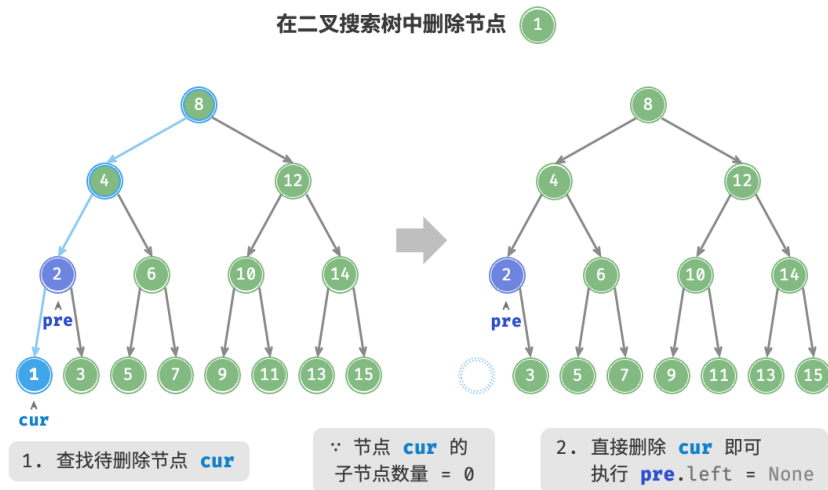 在二叉搜索树中删除节点 1
8
4 12
2 6 10 14
pre
1 3 5 7 9 11 13 15
cur
8
4 12
2 6 10 14
pre
3 5 7 9 11 13 15
1. 查找待删除节点 cur
∵ 节点 cur 的
子节点数量 = 0
2. 直接删除 cur 即可
执行 pre.left = None